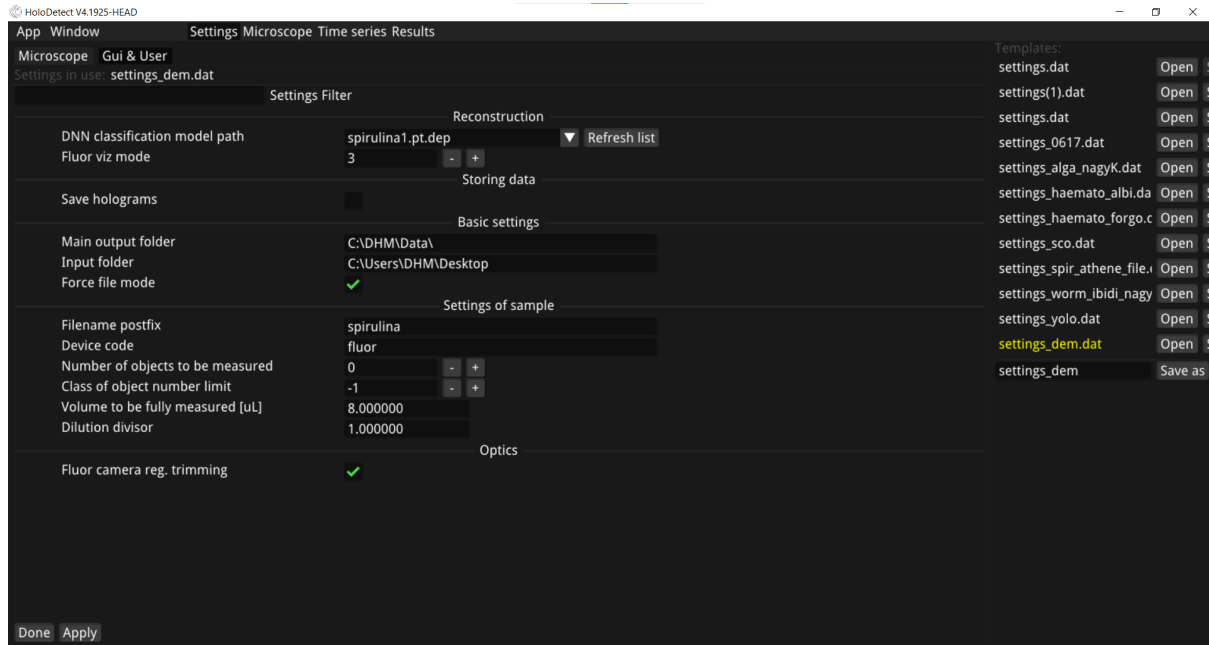 HoloDetect V4.1925-HEAD
App Window Settings Microscope Time series Results
Microscope Gui & User
Settings in use: settings_dem.dat
Settings Filter
Reconstruction
DNN classification model path spirulina1.pt.dep Refresh list
Fluor viz mode 3 - +
Storing data
Save holograms
Basic settings
Main output folder C:\DHM\Data\
Input folder C:\Users\DHM\Desktop
Force file mode
Settings of sample
Filename postfix spirulina
Device code fluor
Number of objects to be measured 0 - +
Class of object number limit -1 - +
Volume to be fully measured [uL] 8.000000
Dilution divisor 1.000000
Optics
Fluor camera reg. trimming
Done Apply
Templates:
settings.dat Open
settings(1).dat Open
settings.dat Open
settings_0617.dat Open
settings_alga_nagyK.dat Open
settings_haemato_albi.da Open
settings_haemato_forgo.c Open
settings_sco.dat Open
settings_spir_athene_file. Open
settings_worm_ibidi_nagy Open
settings_yolo.dat Open
settings_dem.dat Open
settings_dem Save as